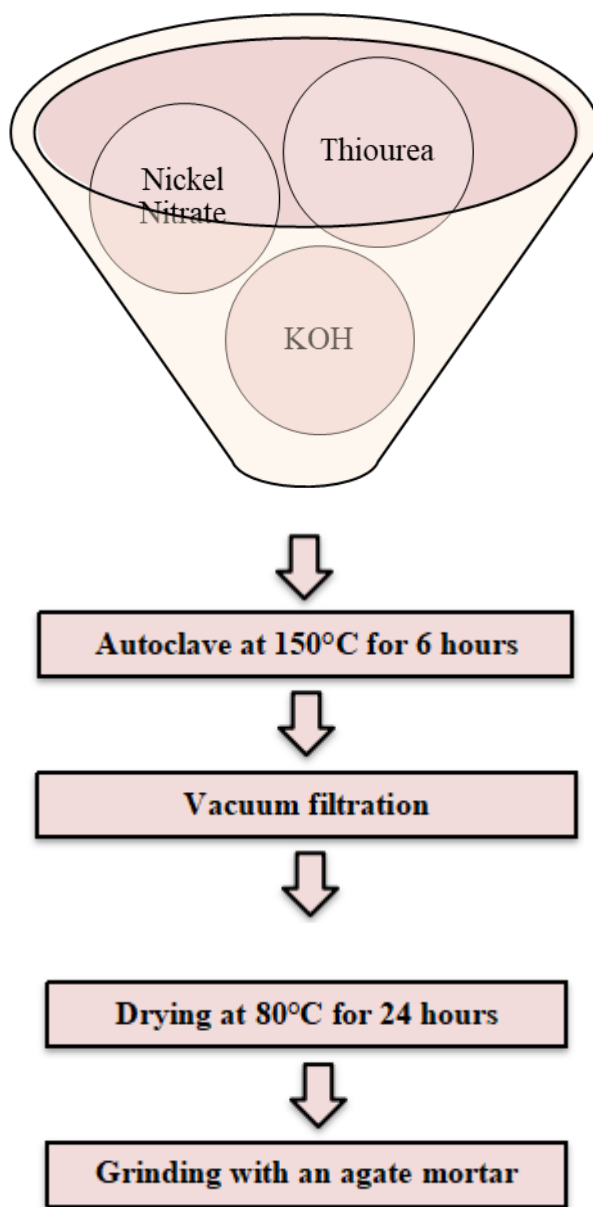 Thiourea
Nickel
Nitrate
KOH
Autoclave at 150°C for 6 hours
Vacuum filtration
Drying at 80°C for 24 hours
Grinding with an agate mortar